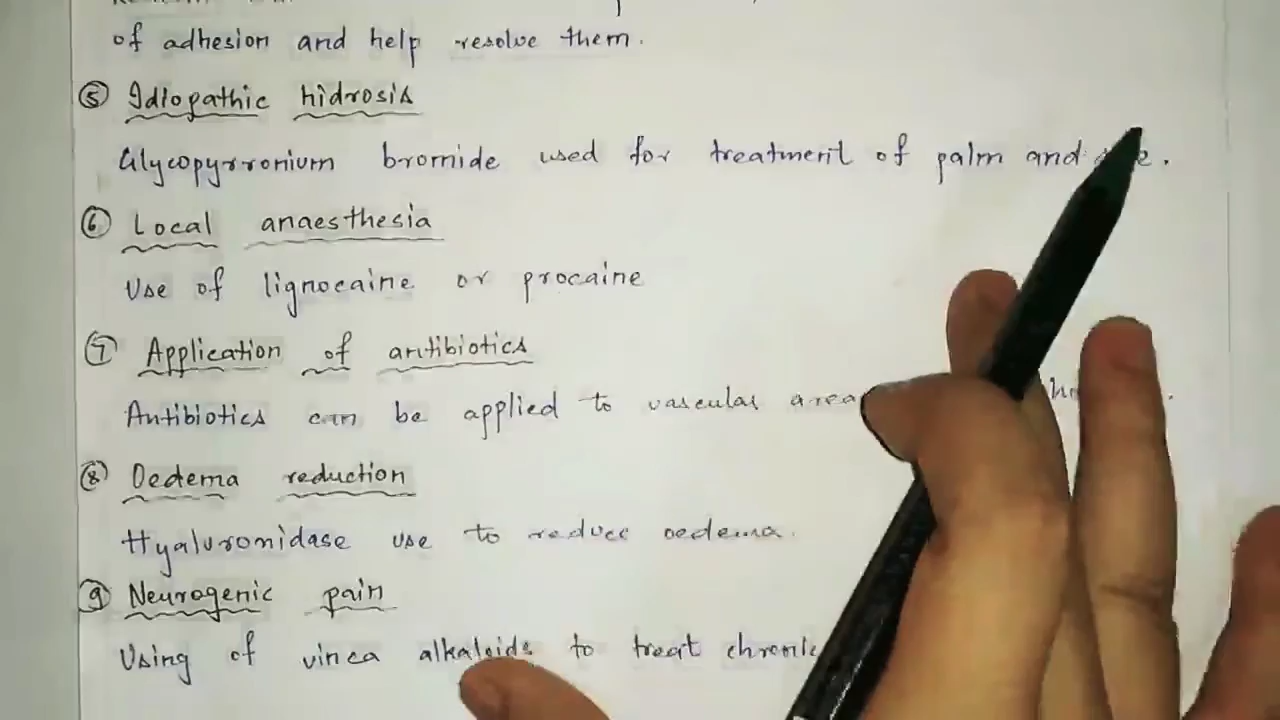 of adhesion and help resolve them.
⑤ Idiopathic hidrosis
Glycopyrronium bromide used for treatment of palm and
⑥ Local anaesthesia
Use of lignocaine or procaine
⑦ Application of antibiotics
Antibiotics can be applied to vascular area
⑧ Oedema reduction
Hyaluronidase use to reduce oedema.
⑨ Neurogenic pain
Using of vinca alkaloids to treat chronic